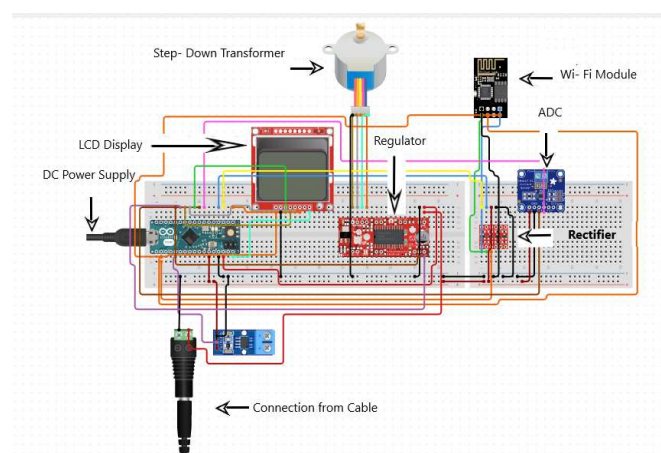 Step- Down Transformer
Wi- Fi Module
ADC
LCD Display
Regulator
DC Power Supply
Rectifier
Connection from Cable